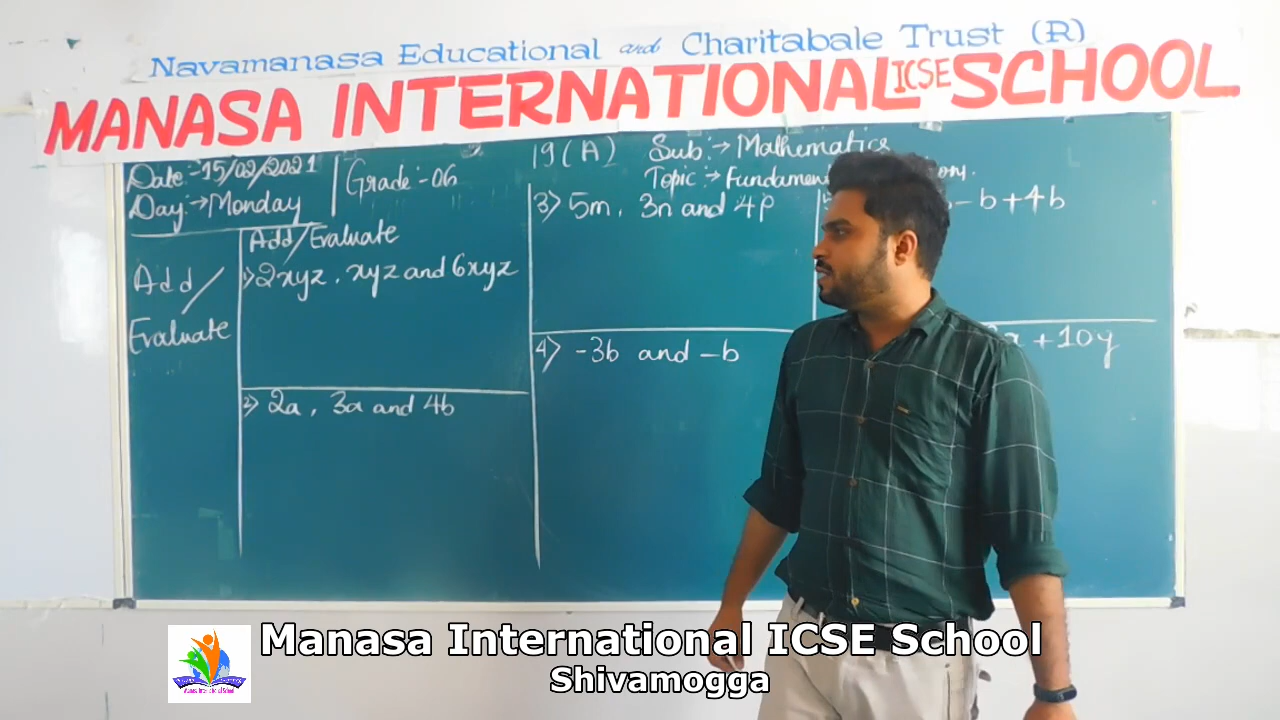 Navamanasa Educational and Charitabale Trust (R)
MANASA INTERNATIONAL ICSE SCHOOL
Date:-15/02/2021
Day:→Monday
Grade:-06
19(A)
Sub:→Mathematics
Topic:→
Add/
Evaluate
Add/Evaluate
1) 2xyz, xyz and 6xyz
2) 2a, 3a and 4b
3) 5m, 3n and 4p
4) -3b and -b
- b + 4b
+ 10y
Manasa International ICSE School
Shivamogga